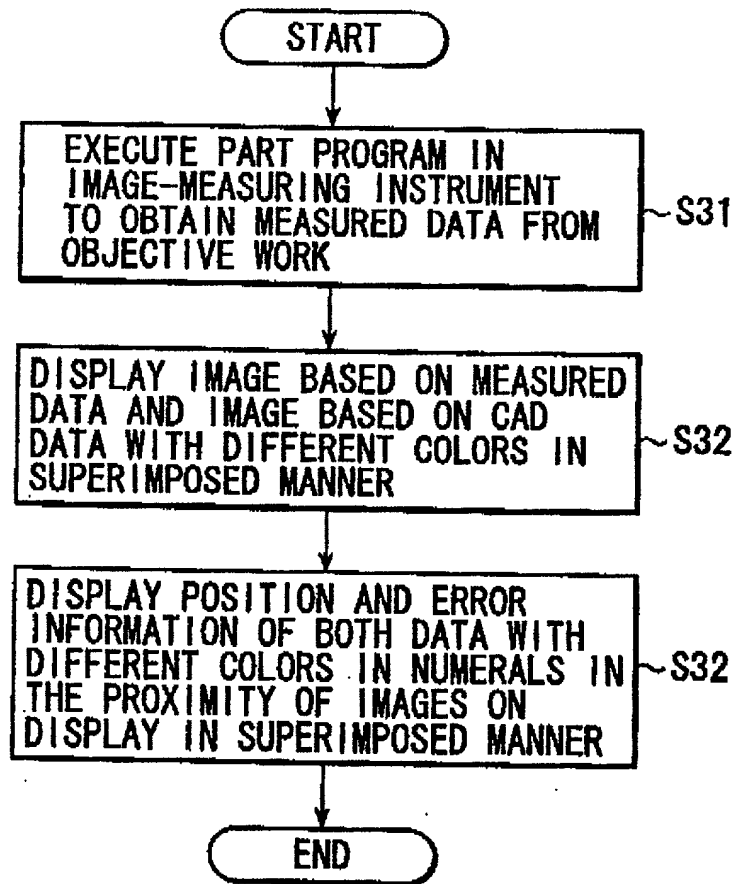 START
EXECUTE PART PROGRAM IN
IMAGE-MEASURING INSTRUMENT
TO OBTAIN MEASURED DATA FROM
OBJECTIVE WORK
~S31
DISPLAY IMAGE BASED ON MEASURED
DATA AND IMAGE BASED ON CAD
DATA WITH DIFFERENT COLORS IN
SUPERIMPOSED MANNER
~S32
DISPLAY POSITION AND ERROR
INFORMATION OF BOTH DATA WITH
DIFFERENT COLORS IN NUMERALS IN
THE PROXIMITY OF IMAGES ON
DISPLAY IN SUPERIMPOSED MANNER
~S32
END